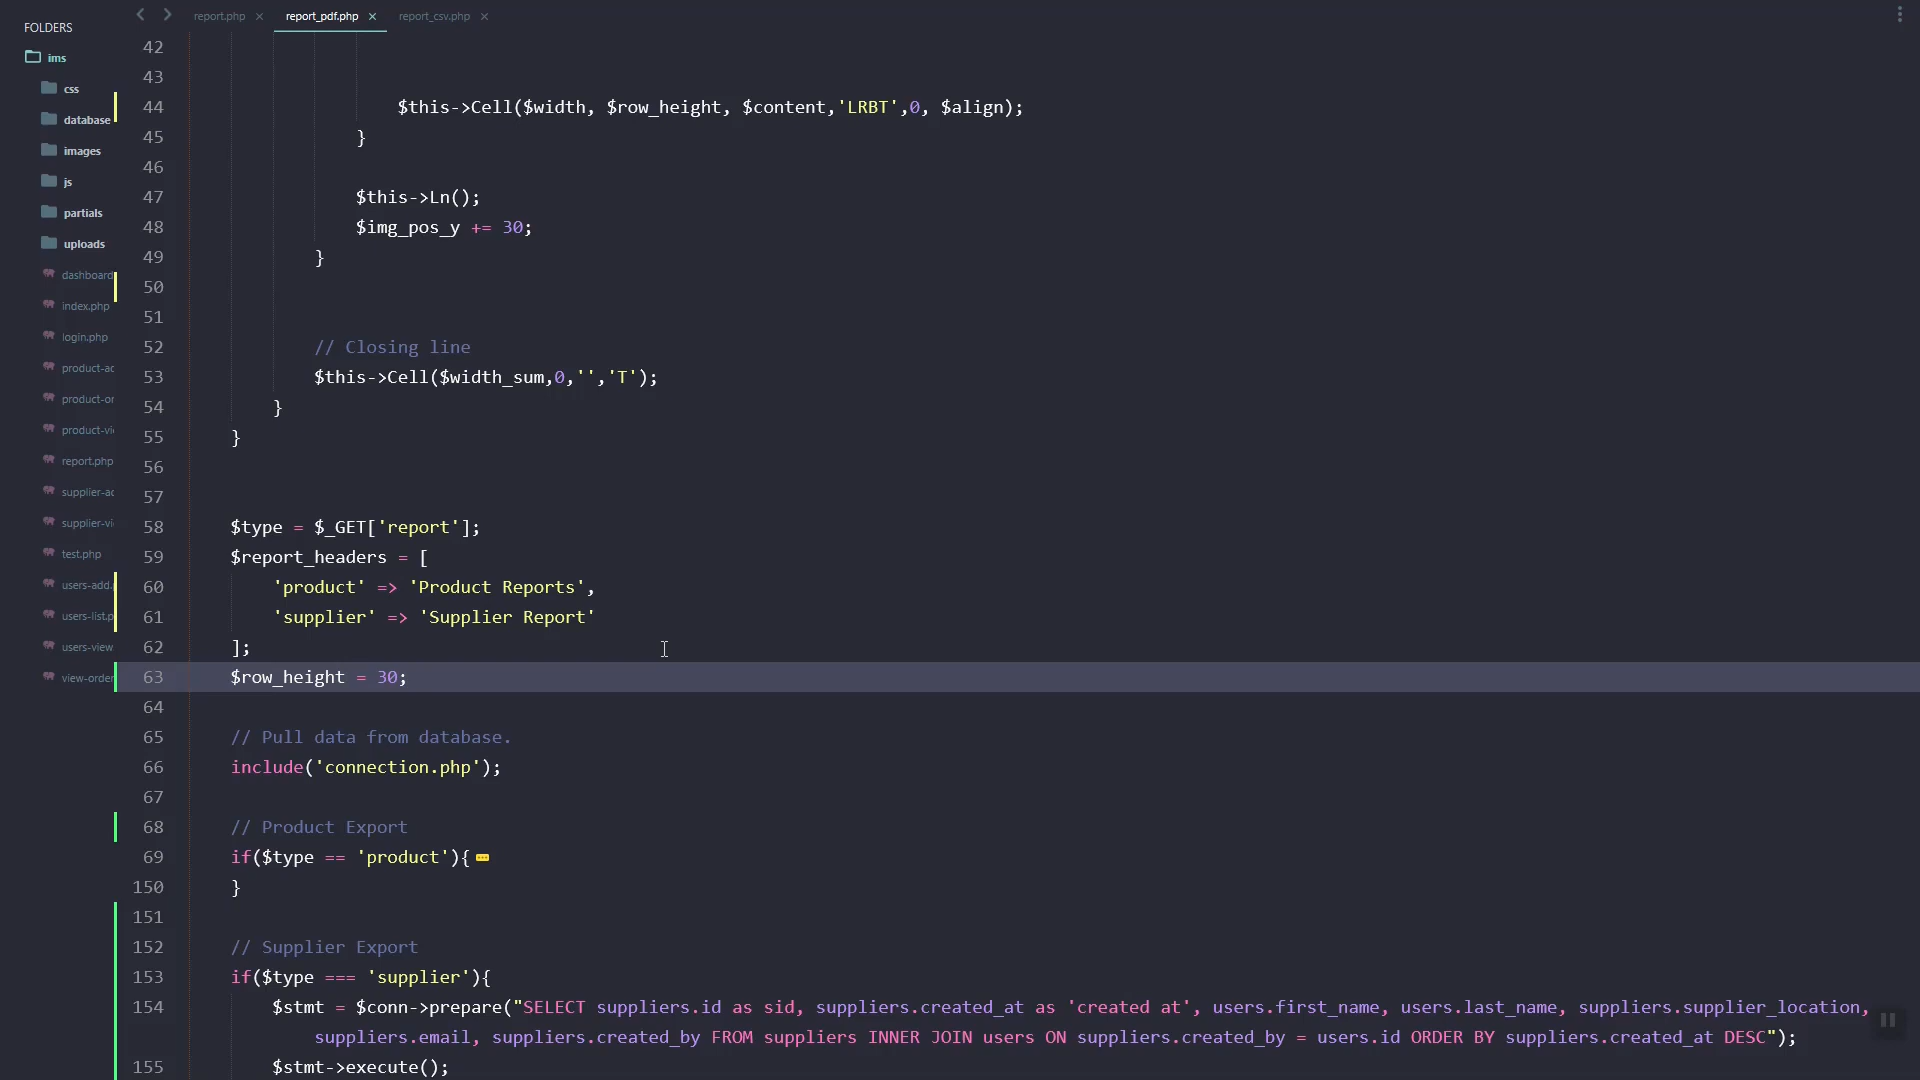 FOLDERS
ims
css
database
images
js
partials
uploads
dashboard
index.php
login.php
product-ad
product-or
product-vi
report.php
supplier-ad
supplier-vi
test.php
users-add.
users-list.p
users-view
view-order
report.php
report_pdf.php
report_csv.php
42
43
44 $this->Cell($width, $row_height, $content,'LRBT',0, $align);
45 }
46
47 $this->Ln();
48 $img_pos_y += 30;
49 }
50
51
52 // Closing line
53 $this->Cell($width_sum,0,'','T');
54 }
55 }
56
57
58 $type = $_GET['report'];
59 $report_headers = [
60 'product' => 'Product Reports',
61 'supplier' => 'Supplier Report'
62 ];
63 $row_height = 30;
64
65 // Pull data from database.
66 include('connection.php');
67
68 // Product Export
69 if($type == 'product'){
150 }
151
152 // Supplier Export
153 if($type === 'supplier'){
154 $stmt = $conn->prepare("SELECT suppliers.id as sid, suppliers.created_at as 'created at', users.first_name, users.last_name, suppliers.supplier_location,
suppliers.email, suppliers.created_by FROM suppliers INNER JOIN users ON suppliers.created_by = users.id ORDER BY suppliers.created_at DESC");
155 $stmt->execute();